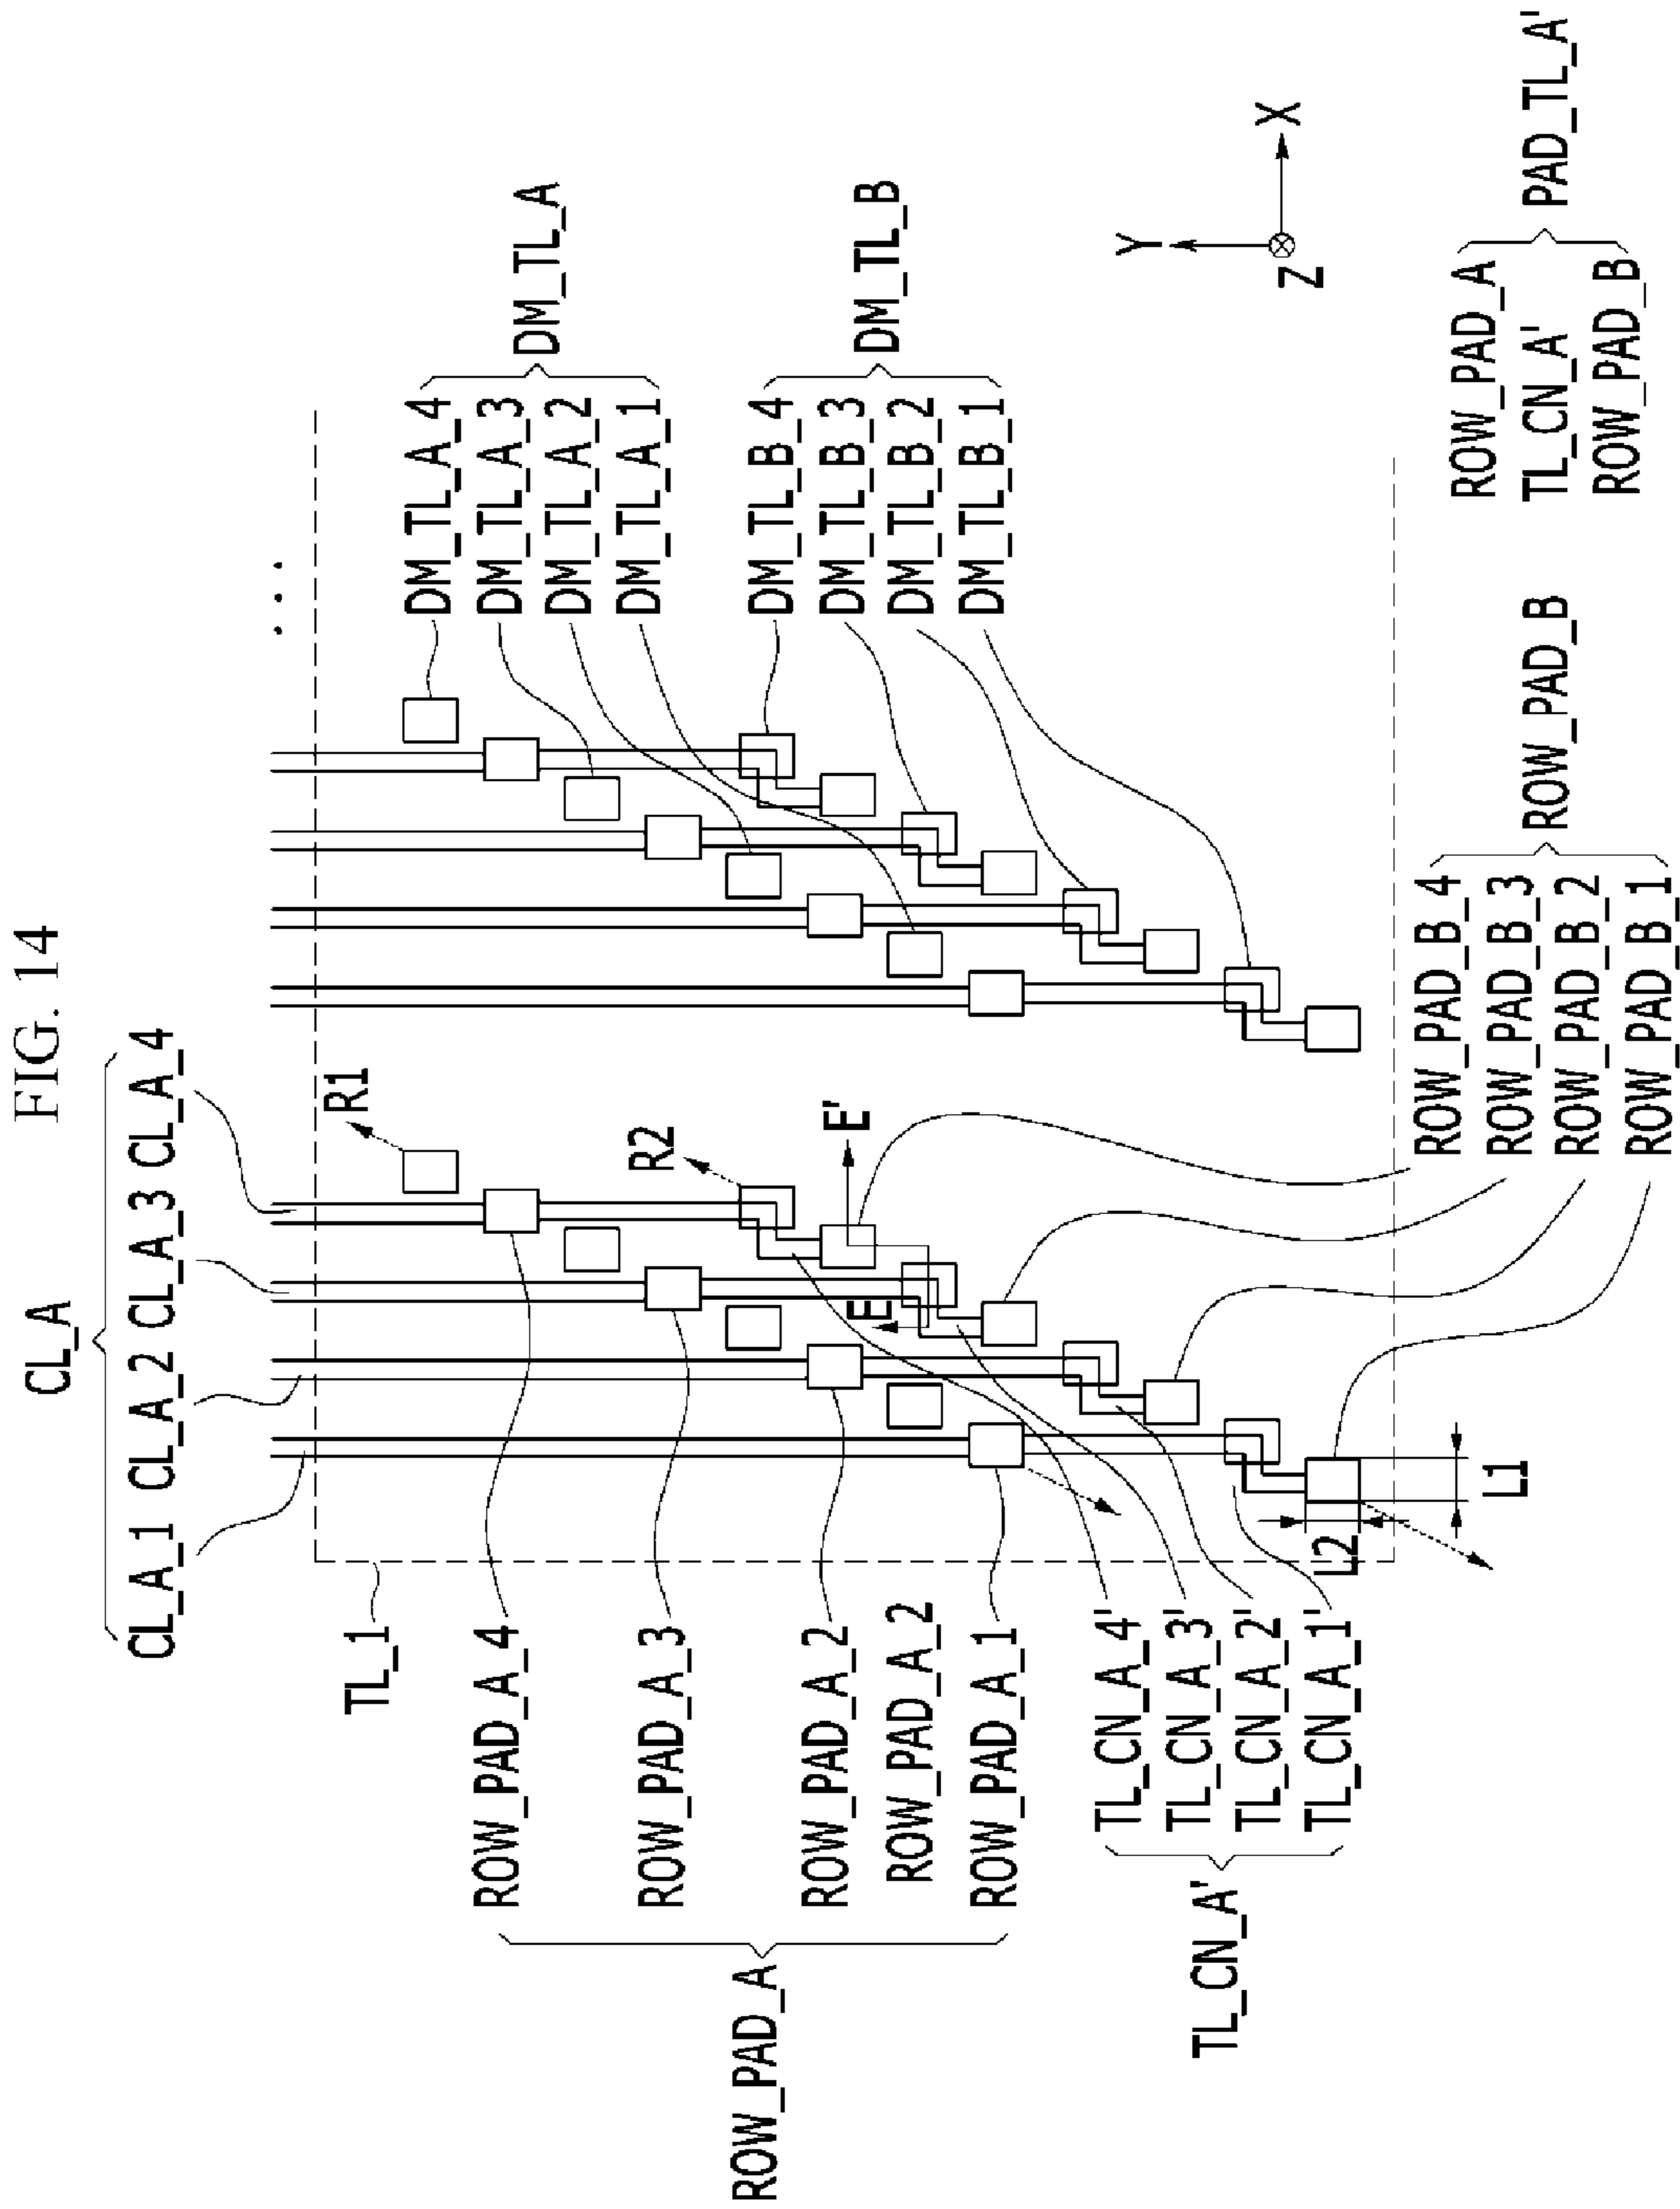 FIG. 14
CL_A
CL_A_1 CL_A_2 CL_A_3 CL_A_4
TL_1
R1
R2
E
E'
ROW_PAD_A
ROW_PAD_A_4
ROW_PAD_A_3
ROW_PAD_A_2
ROW_PAD_A_2
ROW_PAD_A_1
TL_CN_A'
TL_CN_A_4'
TL_CN_A_3'
TL_CN_A_2'
TL_CN_A_1'
L2
L1
...
DM_TL_A_4
DM_TL_A_3
DM_TL_A_2
DM_TL_A_1
DM_TL_A
DM_TL_B_4
DM_TL_B_3
DM_TL_B_2
DM_TL_B_1
DM_TL_B
Y
X
Z
ROW_PAD_B_4
ROW_PAD_B_3
ROW_PAD_B_2
ROW_PAD_B_1
ROW_PAD_B
ROW_PAD_A
TL_CN_A'
ROW_PAD_B
PAD_TL_A'